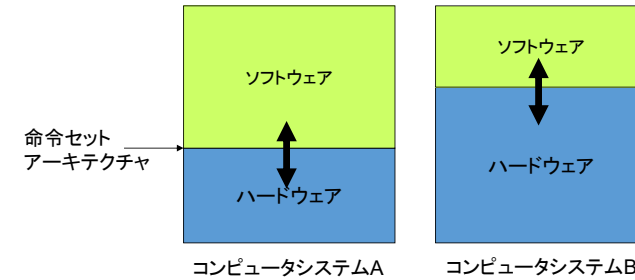 ソフトウェア
ソフトウェア
命令セット
アーキテクチャ
ハードウェア
ハードウェア
コンピュータシステムA
コンピュータシステムB